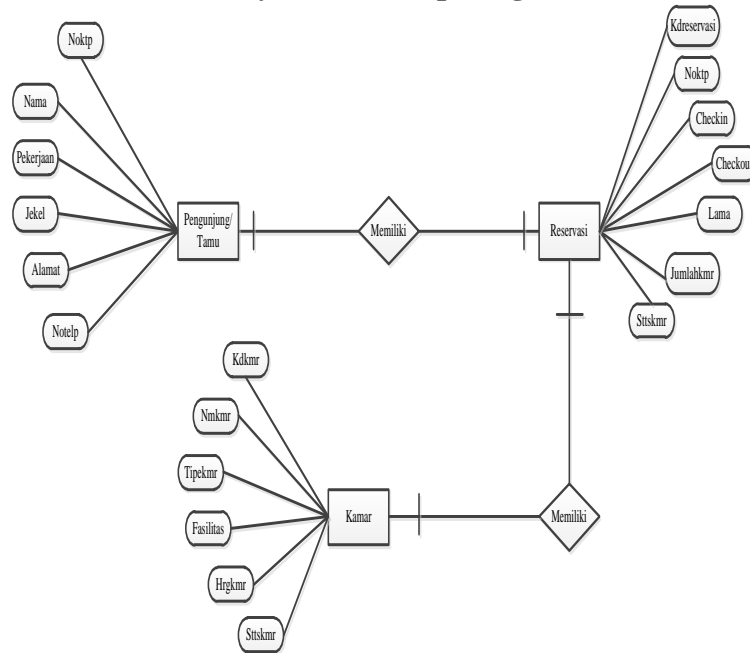 Noktp
Nama
Pekerjaan
Jekel
Alamat
Notelp
Pengunjung/
Tamu
Memiliki
Reservasi
Kdreservasi
Noktp
Checkin
Checkou
Lama
Jumlahkmr
Sttskmr
Memiliki
Kamar
Kdkmr
Nmkmr
Tipekmr
Fasilitas
Hrgkmr
Sttskmr